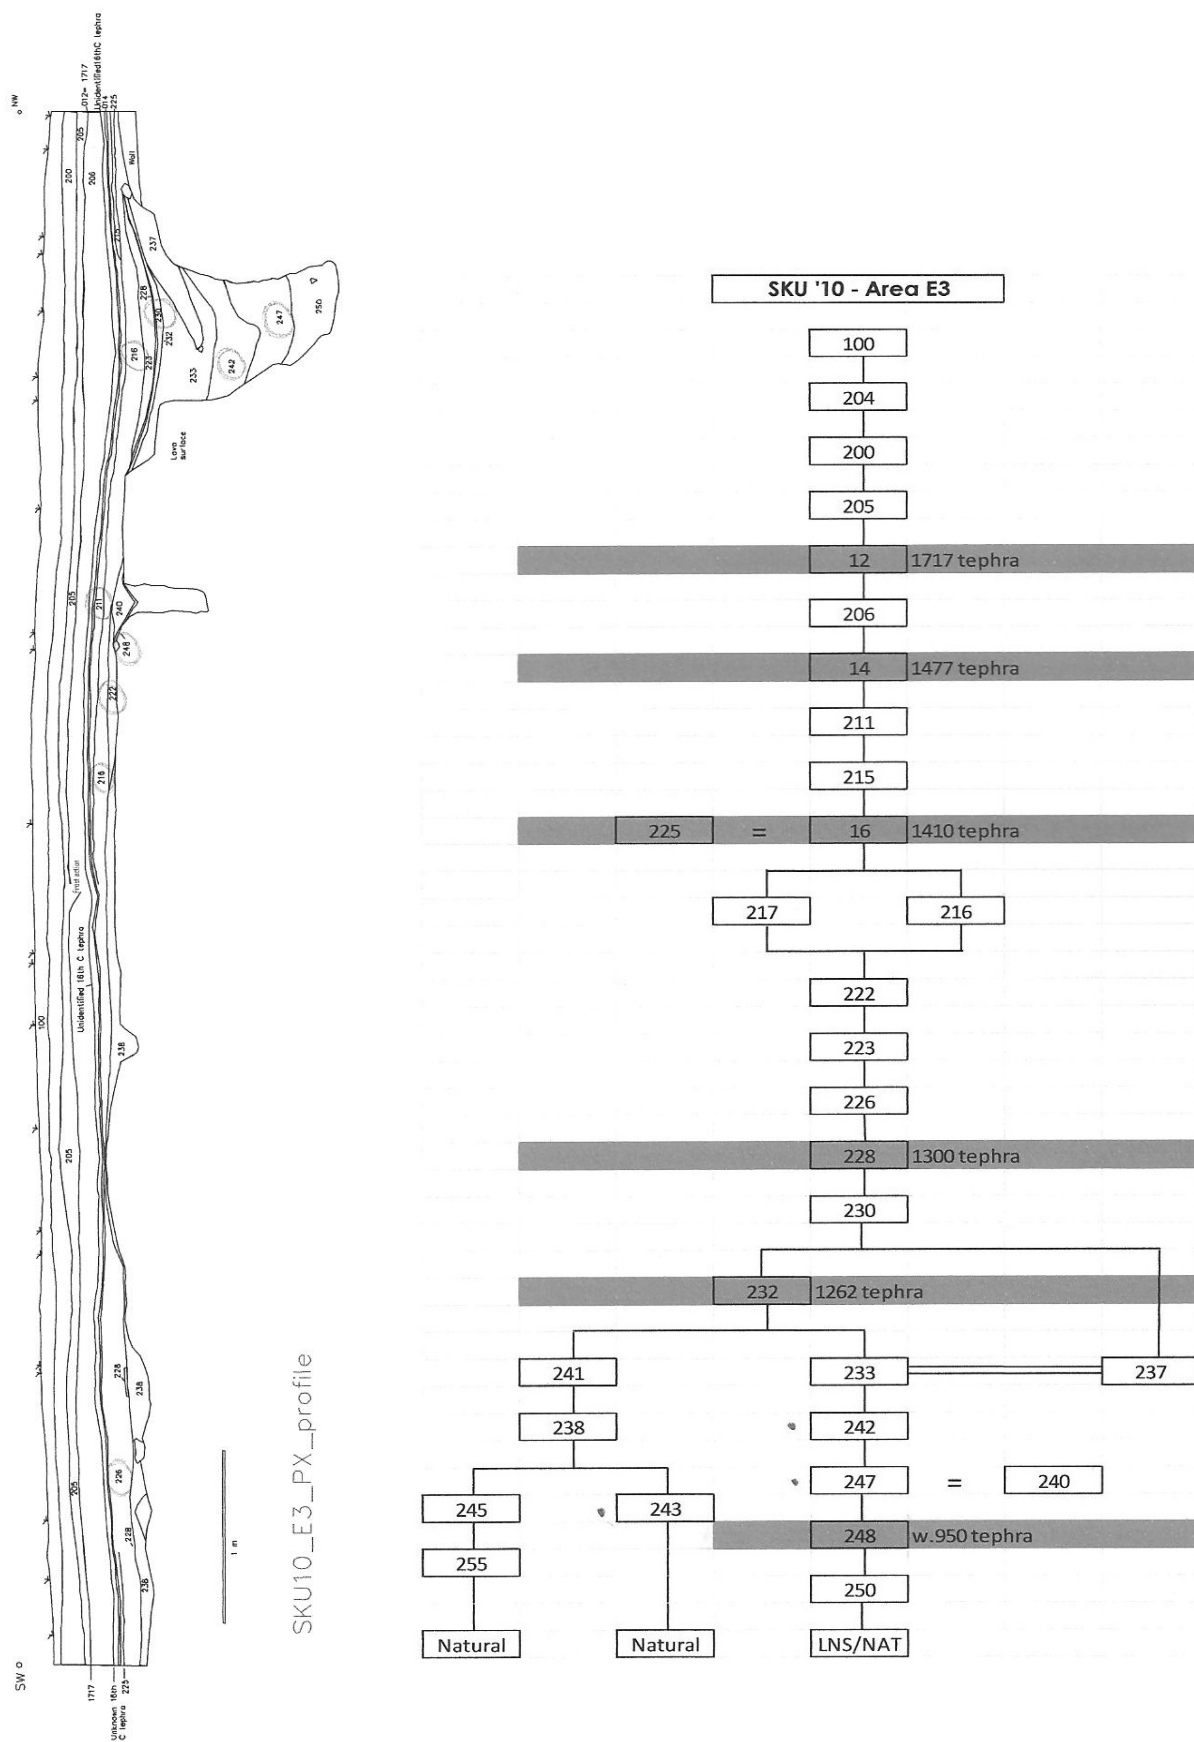 SKU '10 - Area E3
100
204
200
205
12 1717 tephra
206
14 1477 tephra
211
215
225 = 16 1410 tephra
217 216
222
223
226
228 1300 tephra
230
232 1262 tephra
241 233 237
238 242
245 243 247 = 240
248 w.950 tephra
255 250
Natural Natural LNS/NAT
SKU10_E3_PX_profile
1 m
NW
012= 1717
Unidentified16thC tephra
014
225
200
205
206
Wall
215
237
228
230
232
216
223
233
242
247
250
Lava
surface
205
211
240
248
222
216
Frost action
Unidentified 16th C tephra
100
238
205
228
238
226
205
228
238
SW
1717
Unknown 16th
C tephra
225